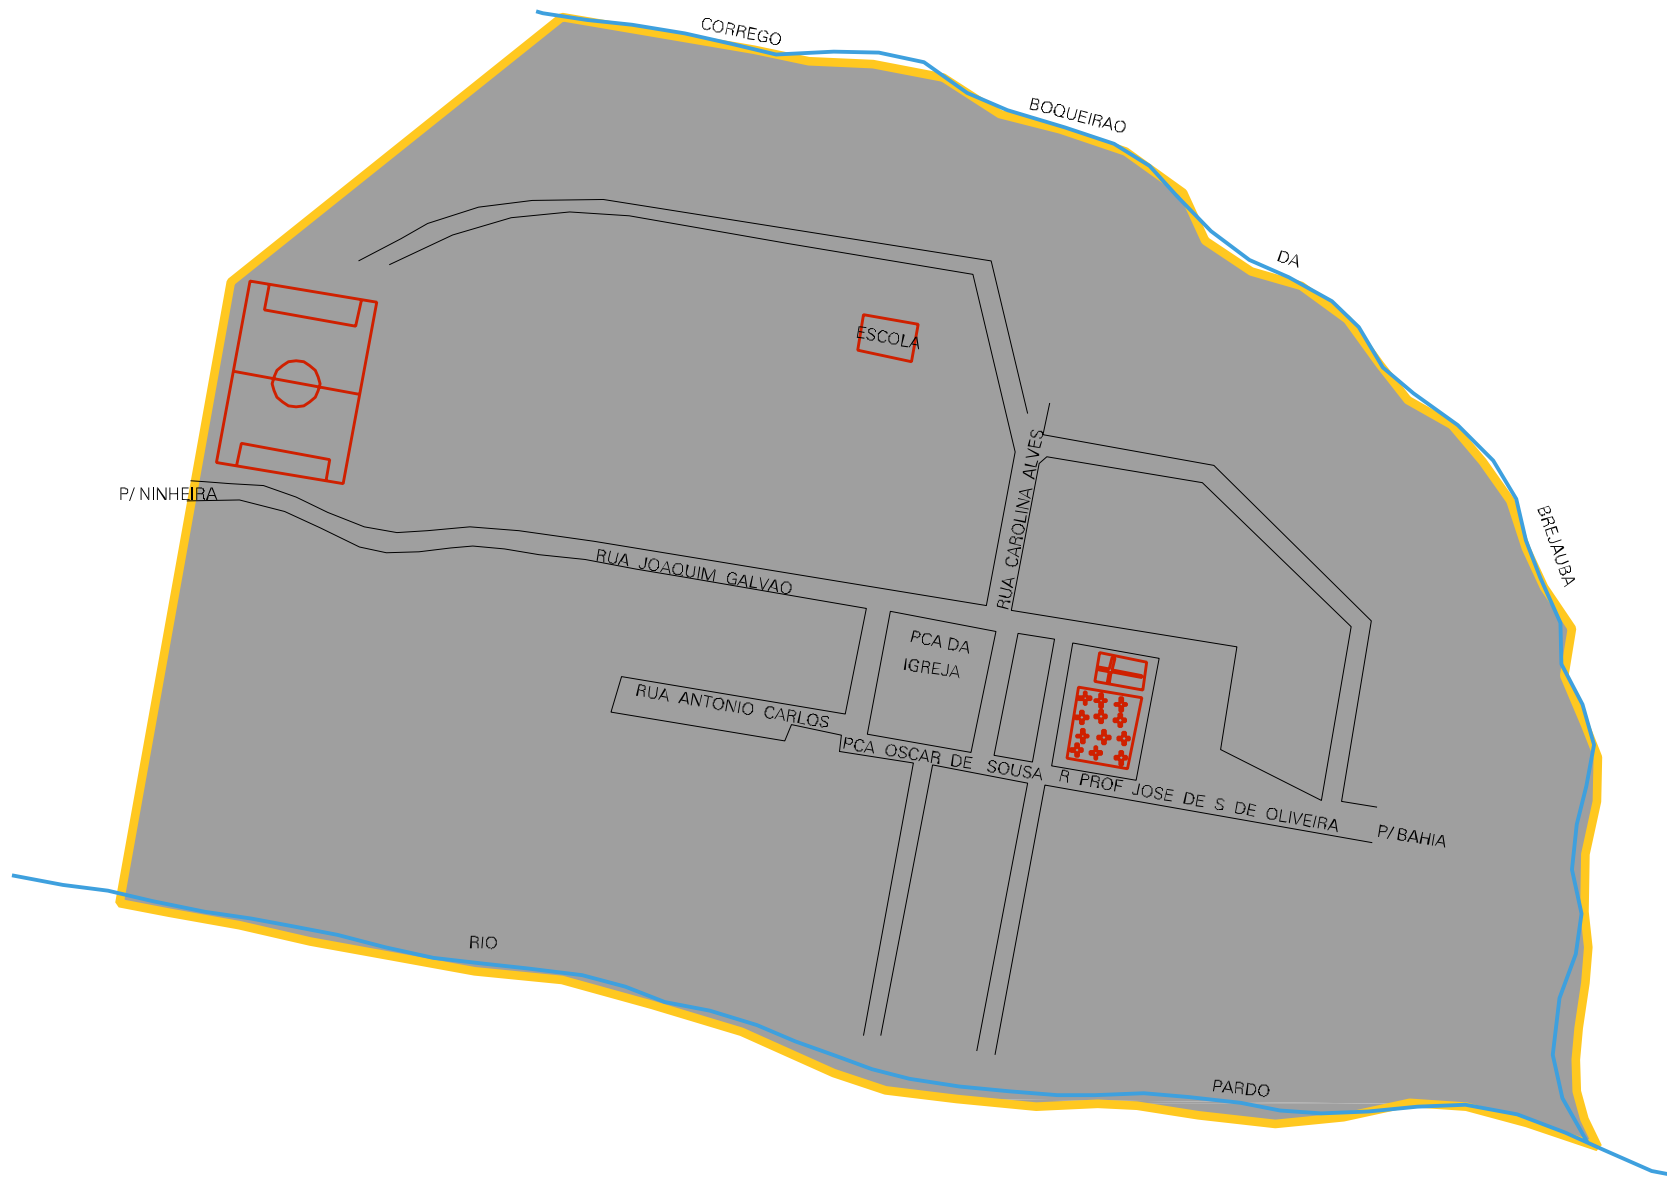 CORREGO
BOQUEIRAO
DA
BREJAUBA
ESCOLA
P/ NINHEIRA
RUA CAROLINA ALVES
RUA JOAQUIM GALVAO
PCA DA
IGREJA
RUA ANTONIO CARLOS
PCA OSCAR DE SOUSA
R PROF JOSE DE S DE OLIVEIRA
P/ BAHIA
RIO
PARDO